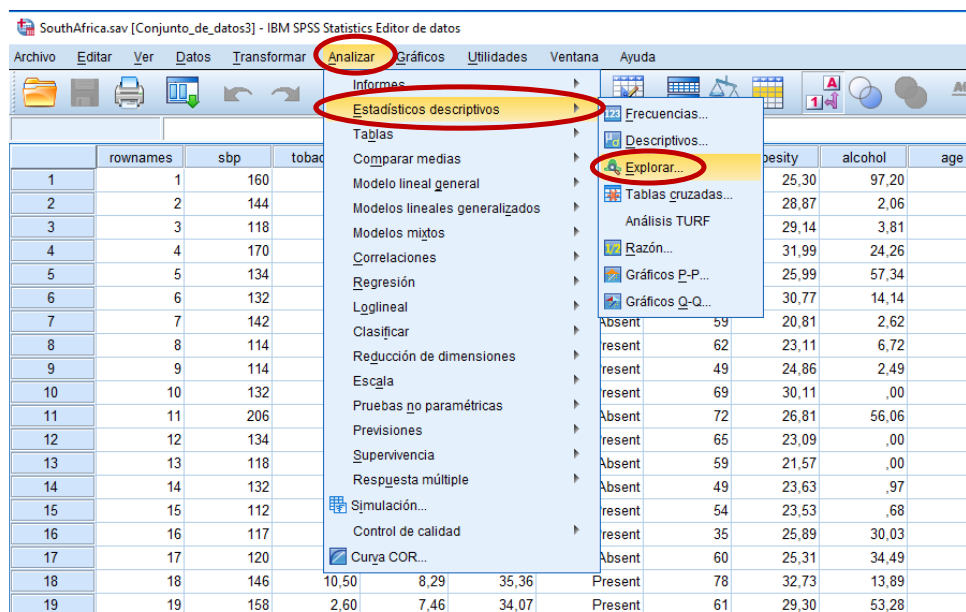 SouthAfrica.sav [Conjunto_de_datos3] - IBM SPSS Statistics Editor de datos
Archivo Editar Ver Datos Transformar Analizar Gráficos Utilidades Ventana Ayuda
Informes
Estadísticos descriptivos
Tablas
Comparar medias
Modelo lineal general
Modelos lineales generalizados
Modelos mixtos
Correlaciones
Regresión
Loglineal
Clasificar
Reducción de dimensiones
Escala
Pruebas no paramétricas
Previsiones
Supervivencia
Respuesta múltiple
Simulación...
Control de calidad
Curva COR...
Frecuencias...
Descriptivos...
Explorar...
Tablas cruzadas...
Análisis TURF
Razón...
Gráficos P-P...
Gráficos Q-Q...
rownames sbp tobac besity alcohol age
1 1 160 25,30 97,20
2 2 144 28,87 2,06
3 3 118 29,14 3,81
4 4 170 31,99 24,26
5 5 134 25,99 57,34
6 6 132 30,77 14,14
7 7 142 Absent 59 20,81 2,62
8 8 114 resent 62 23,11 6,72
9 9 114 resent 49 24,86 2,49
10 10 132 resent 69 30,11 ,00
11 11 206 Absent 72 26,81 56,06
12 12 134 resent 65 23,09 ,00
13 13 118 Absent 59 21,57 ,00
14 14 132 Absent 49 23,63 ,97
15 15 112 resent 54 23,53 ,68
16 16 117 resent 35 25,89 30,03
17 17 120 Absent 60 25,31 34,49
18 18 146 10,50 8,29 35,36 Present 78 32,73 13,89
19 19 158 2,60 7,46 34,07 Present 61 29,30 53,28